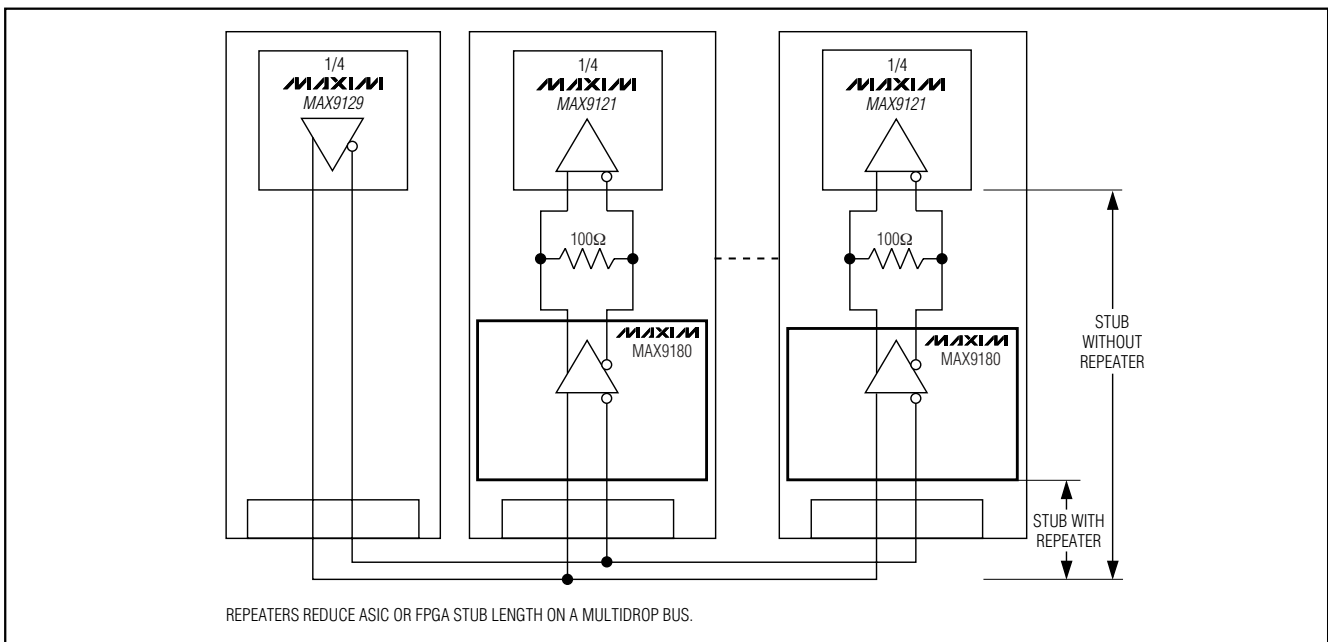 1/4
MAXIM
MAX9129
1/4
MAXIM
MAX9121
1/4
MAXIM
MAX9121
100Ω
100Ω
MAXIM
MAX9180
MAXIM
MAX9180
STUB
WITHOUT
REPEATER
STUB WITH
REPEATER
REPEATERS REDUCE ASIC OR FPGA STUB LENGTH ON A MULTIDROP BUS.